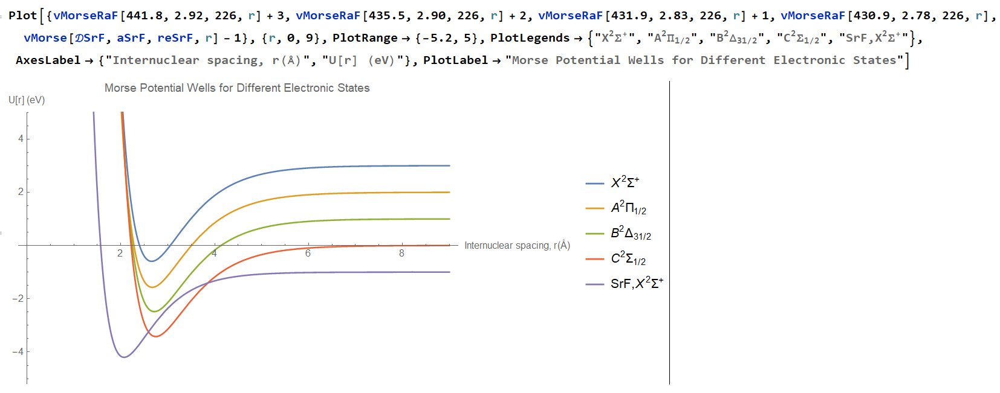 Plot[{vMorseRaF[441.8, 2.92, 226, r] + 3, vMorseRaF[435.5, 2.90, 226, r] + 2, vMorseRaF[431.9, 2.83, 226, r] + 1, vMorseRaF[430.9, 2.78, 226, r],
vMorse[𝒟SrF, aSrF, reSrF, r] − 1}, {r, 0, 9}, PlotRange → {−5.2, 5}, PlotLegends → {"X²Σ⁺", "A²Π₁/₂", "B²Δ₃₁/₂", "C²Σ₁/₂", "SrF,X²Σ⁺"},
AxesLabel → {"Internuclear spacing, r(Å)", "U[r] (eV)"}, PlotLabel → "Morse Potential Wells for Different Electronic States"]
Morse Potential Wells for Different Electronic States
U[r] (eV)
4
2
−2
−4
2 4 6 8
Internuclear spacing, r(Å)
X²Σ⁺
A²Π₁/₂
B²Δ₃₁/₂
C²Σ₁/₂
SrF,X²Σ⁺